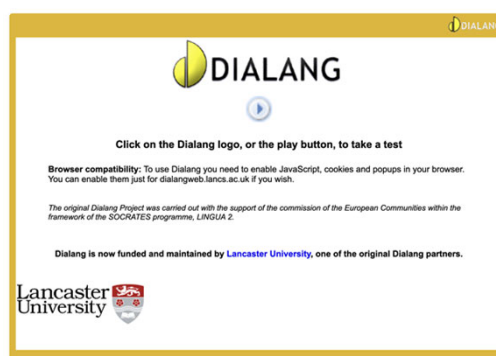 DIALANG
DIALANG
Click on the Dialang logo, or the play button, to take a test
Browser compatibility: To use Dialang you need to enable JavaScript, cookies and popups in your browser.
You can enable them just for dialangweb.lancs.ac.uk if you wish.
The original Dialang Project was carried out with the support of the commission of the European Communities within the
framework of the SOCRATES programme, LINGUA 2.
Dialang is now funded and maintained by Lancaster University, one of the original Dialang partners.
Lancaster
University